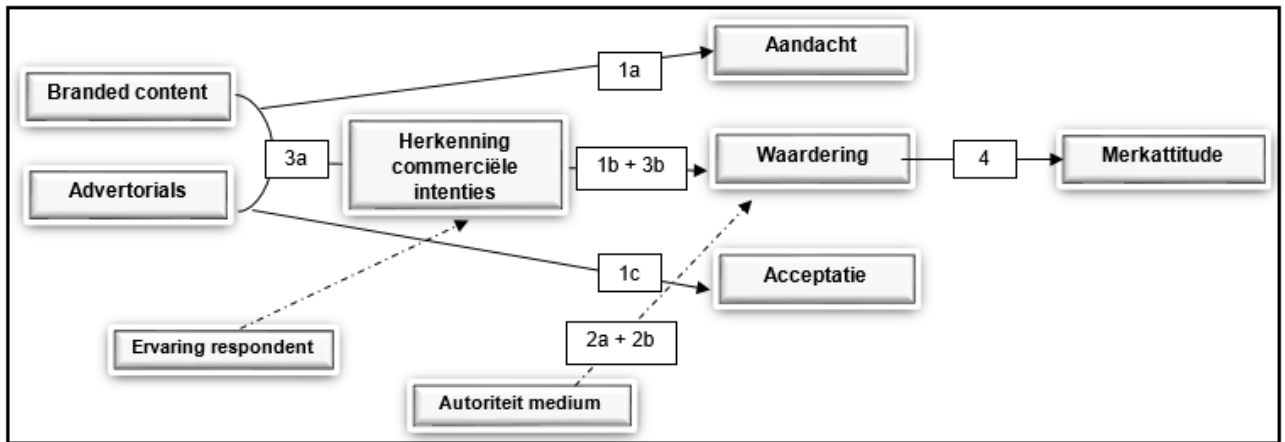 Aandacht
Branded content
1a
Herkenning
commerciële
intenties
3a
1b + 3b
Waardering
4
Merkattitude
Advertorials
1c
Acceptatie
Ervaring respondent
2a + 2b
Autoriteit medium